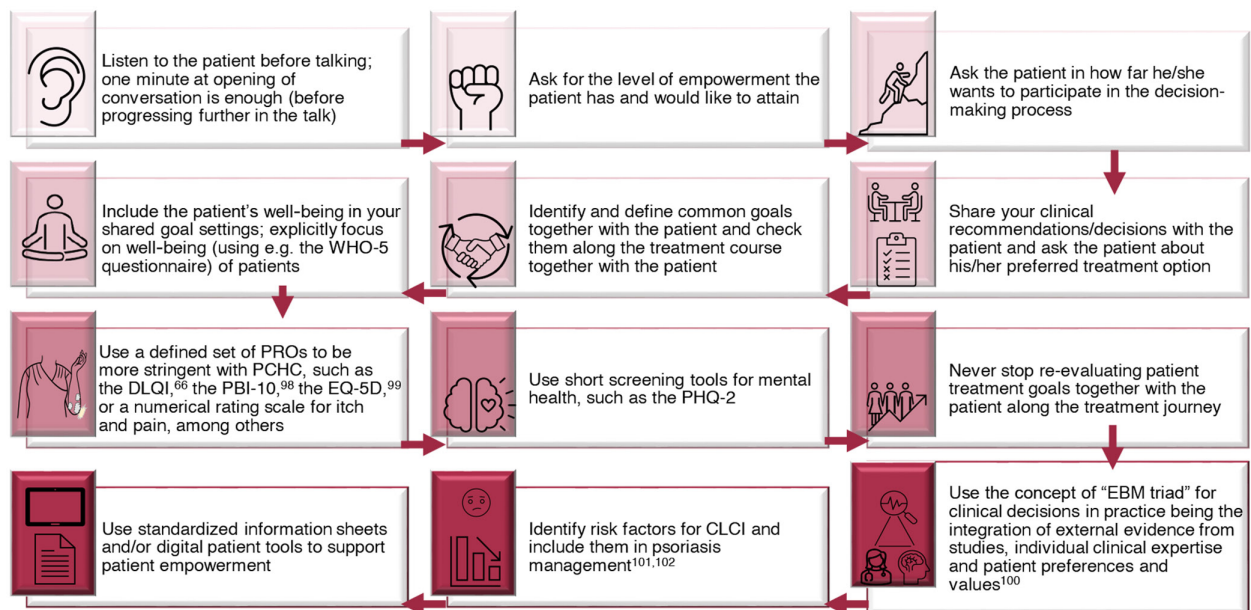 Listen to the patient before talking;
one minute at opening of
conversation is enough (before
progressing further in the talk)
Ask for the level of empowerment the
patient has and would like to attain
Ask the patient in how far he/she
wants to participate in the decision-
making process
Share your clinical
recommendations/decisions with the
patient and ask the patient about
his/her preferred treatment option
Identify and define common goals
together with the patient and check
them along the treatment course
together with the patient
Include the patient's well-being in your
shared goal settings; explicitly focus
on well-being (using e.g. the WHO-5
questionnaire) of patients
Use a defined set of PROs to be
more stringent with PCHC, such as
the DLQI,66 the PBI-10,98 the EQ-5D,99
or a numerical rating scale for itch
and pain, among others
Use short screening tools for mental
health, such as the PHQ-2
Never stop re-evaluating patient
treatment goals together with the
patient along the treatment journey
Use the concept of “EBM triad” for
clinical decisions in practice being the
integration of external evidence from
studies, individual clinical expertise
and patient preferences and
values100
Identify risk factors for CLCI and
include them in psoriasis
management101,102
Use standardized information sheets
and/or digital patient tools to support
patient empowerment